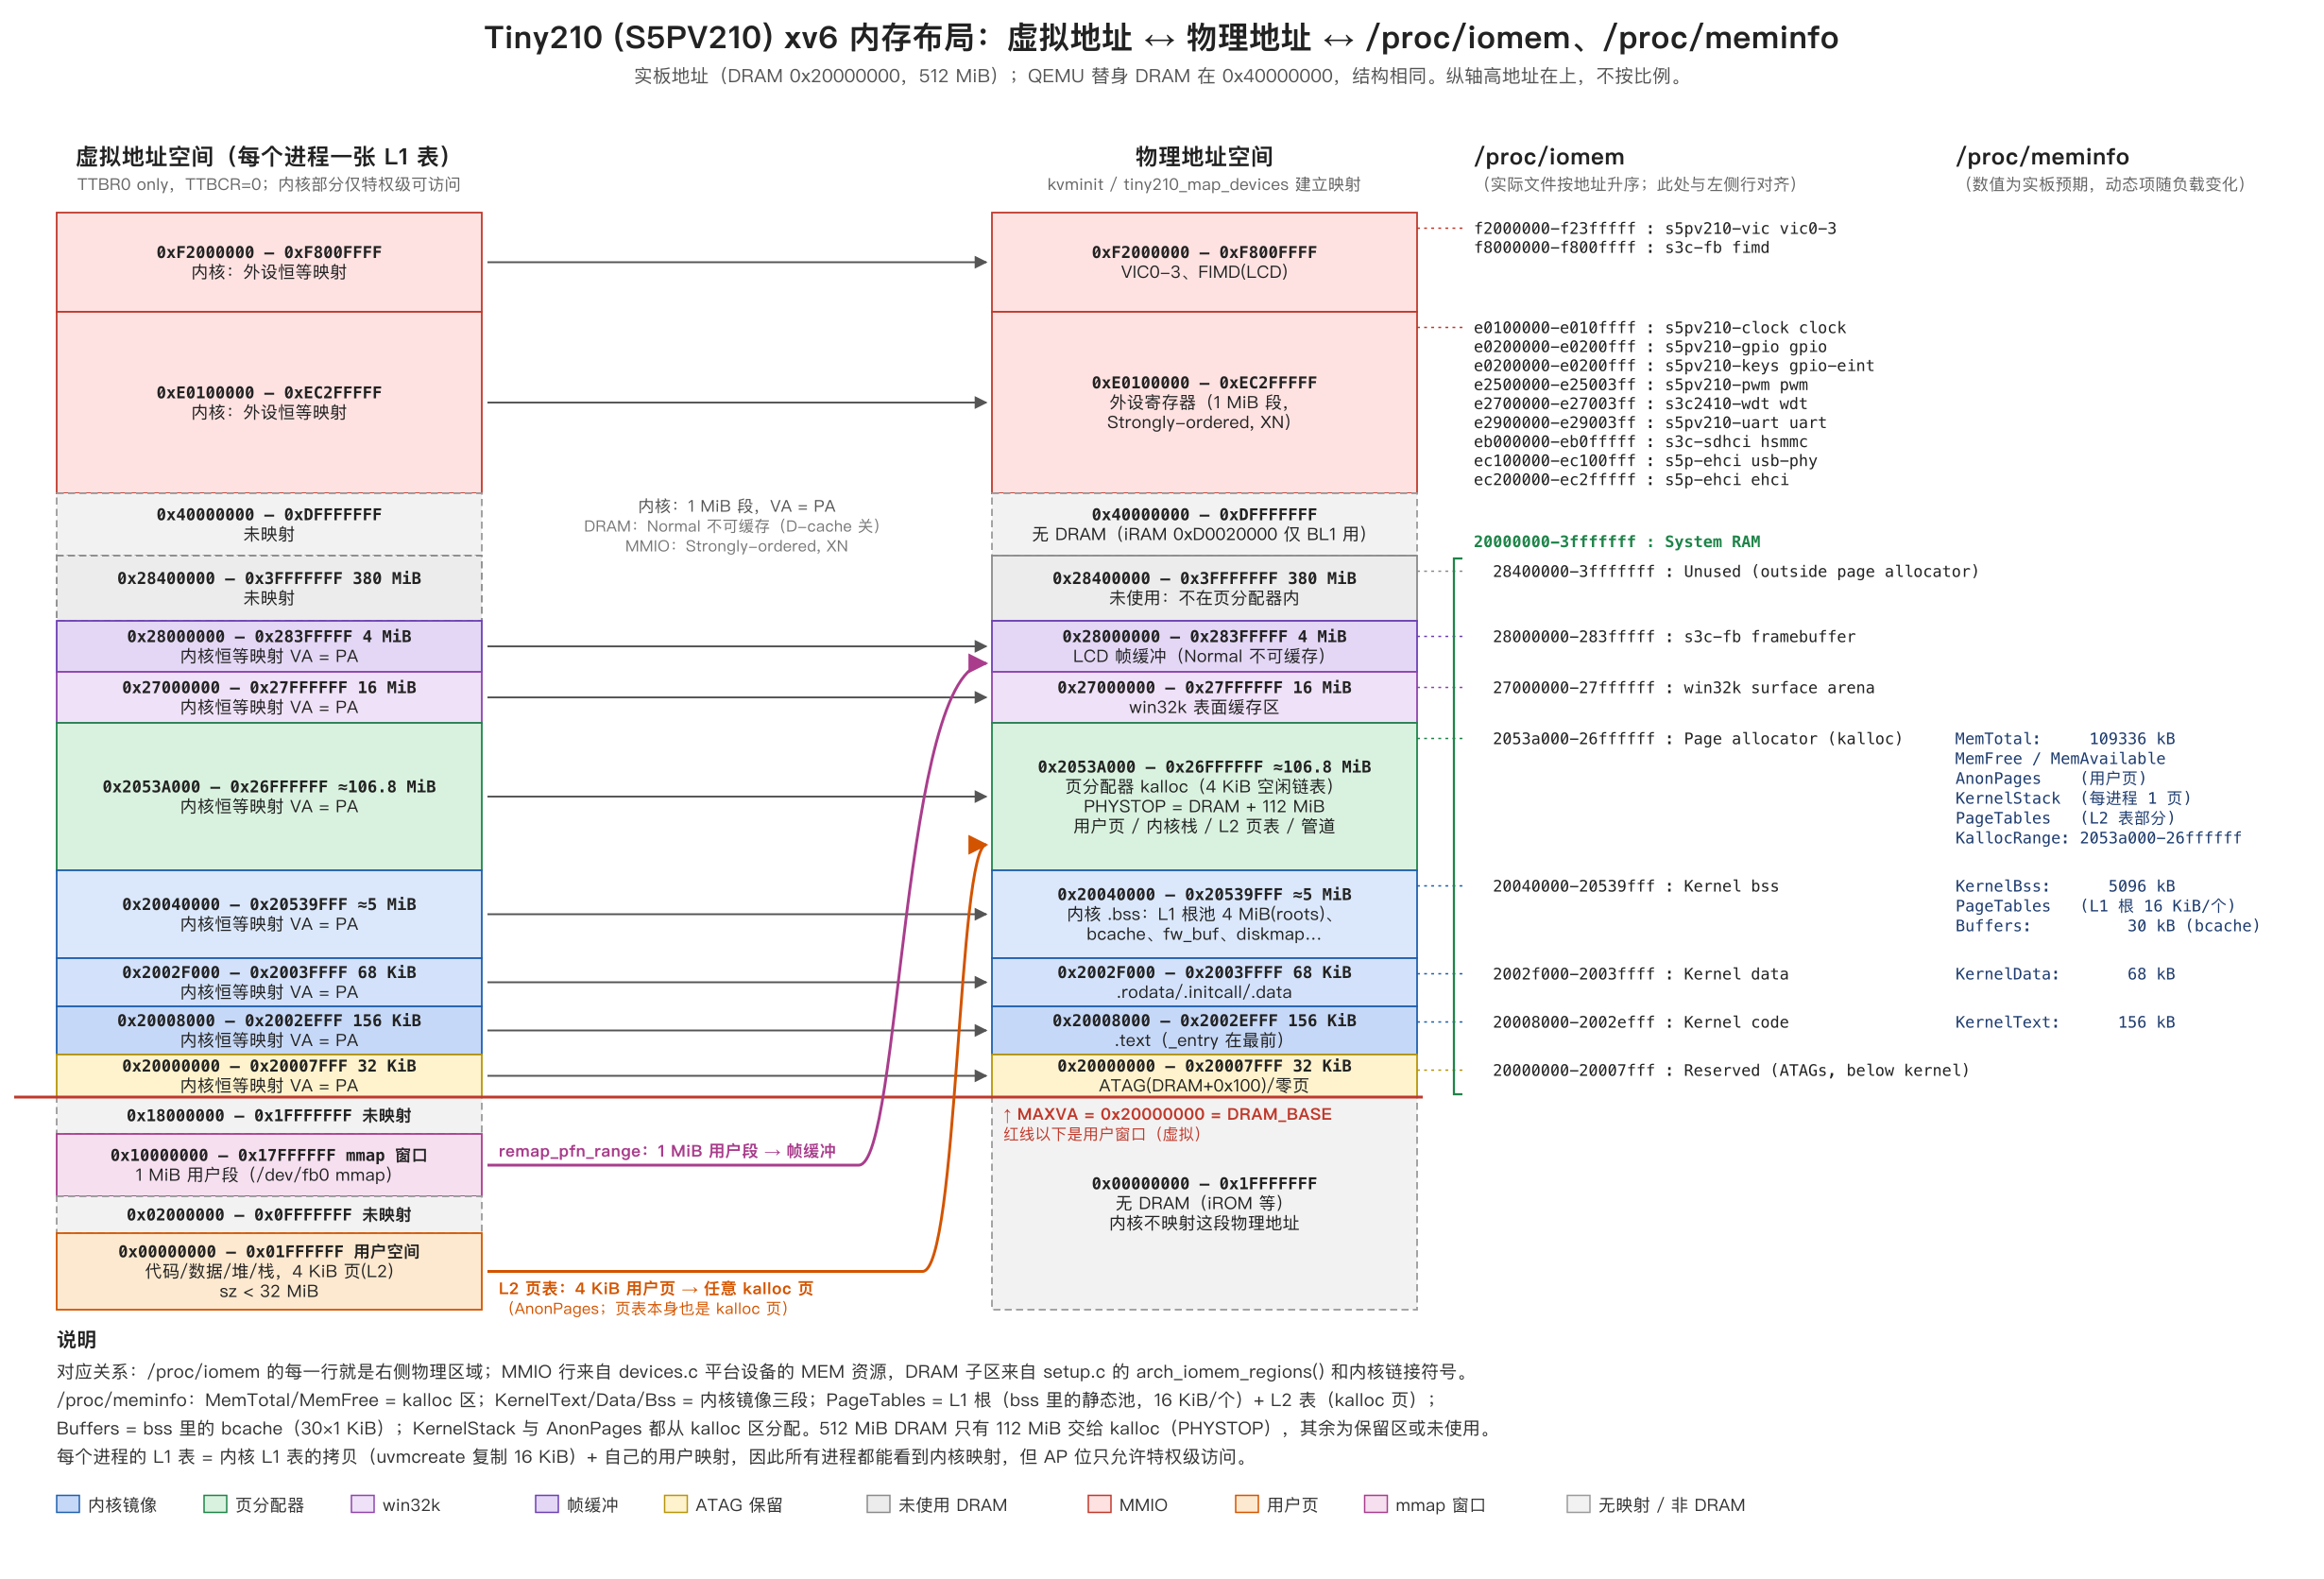 Tiny210 (S5PV210) xv6 内存布局：虚拟地址 ↔ 物理地址 ↔ /proc/iomem、/proc/meminfo
实板地址（DRAM 0x20000000，512 MiB）；QEMU 替身 DRAM 在 0x40000000，结构相同。纵轴高地址在上，不按比例。
虚拟地址空间（每个进程一张 L1 表）
TTBR0 only，TTBCR=0；内核部分仅特权级可访问
0xF2000000 – 0xF800FFFF
内核：外设恒等映射
0xE0100000 – 0xEC2FFFFF
内核：外设恒等映射
0x40000000 – 0xDFFFFFFF
未映射
0x28400000 – 0x3FFFFFFF 380 MiB
未映射
0x28000000 – 0x283FFFFF 4 MiB
内核恒等映射 VA = PA
0x27000000 – 0x27FFFFFF 16 MiB
内核恒等映射 VA = PA
0x2053A000 – 0x26FFFFFF ≈106.8 MiB
内核恒等映射 VA = PA
0x20040000 – 0x20539FFF ≈5 MiB
内核恒等映射 VA = PA
0x2002F000 – 0x2003FFFF 68 KiB
内核恒等映射 VA = PA
0x20008000 – 0x2002EFFF 156 KiB
内核恒等映射 VA = PA
0x20000000 – 0x20007FFF 32 KiB
内核恒等映射 VA = PA
0x18000000 – 0x1FFFFFFF 未映射
0x10000000 – 0x17FFFFFF mmap 窗口
1 MiB 用户段（/dev/fb0 mmap）
0x02000000 – 0x0FFFFFFF 未映射
0x00000000 – 0x01FFFFFF 用户空间
代码/数据/堆/栈，4 KiB 页(L2)
sz < 32 MiB
内核：1 MiB 段，VA = PA
DRAM：Normal 不可缓存（D-cache 关）
MMIO：Strongly-ordered, XN
remap_pfn_range：1 MiB 用户段 → 帧缓冲
L2 页表：4 KiB 用户页 → 任意 kalloc 页
（AnonPages；页表本身也是 kalloc 页）
物理地址空间
kvminit / tiny210_map_devices 建立映射
0xF2000000 – 0xF800FFFF
VIC0–3、FIMD(LCD)
0xE0100000 – 0xEC2FFFFF
外设寄存器（1 MiB 段，
Strongly-ordered, XN）
0x40000000 – 0xDFFFFFFF
无 DRAM（iRAM 0xD0020000 仅 BL1 用）
0x28400000 – 0x3FFFFFFF 380 MiB
未使用：不在页分配器内
0x28000000 – 0x283FFFFF 4 MiB
LCD 帧缓冲（Normal 不可缓存）
0x27000000 – 0x27FFFFFF 16 MiB
win32k 表面缓存区
0x2053A000 – 0x26FFFFFF ≈106.8 MiB
页分配器 kalloc（4 KiB 空闲链表）
PHYSTOP = DRAM + 112 MiB
用户页 / 内核栈 / L2 页表 / 管道
0x20040000 – 0x20539FFF ≈5 MiB
内核 .bss：L1 根池 4 MiB(roots)、
bcache、fw_buf、diskmap…
0x2002F000 – 0x2003FFFF 68 KiB
.rodata/.initcall/.data
0x20008000 – 0x2002EFFF 156 KiB
.text（_entry 在最前）
0x20000000 – 0x20007FFF 32 KiB
ATAG(DRAM+0x100)/零页
↑ MAXVA = 0x20000000 = DRAM_BASE
红线以下是用户窗口（虚拟）
0x00000000 – 0x1FFFFFFF
无 DRAM（iROM 等）
内核不映射这段物理地址
/proc/iomem
（实际文件按地址升序；此处与左侧行对齐）
f2000000-f23fffff : s5pv210-vic vic0-3
f8000000-f800ffff : s3c-fb fimd
e0100000-e010ffff : s5pv210-clock clock
e0200000-e0200fff : s5pv210-gpio gpio
e0200000-e0200fff : s5pv210-keys gpio-eint
e2500000-e25003ff : s5pv210-pwm pwm
e2700000-e27003ff : s3c2410-wdt wdt
e2900000-e29003ff : s5pv210-uart uart
eb000000-eb0fffff : s3c-sdhci hsmmc
ec100000-ec100fff : s5p-ehci usb-phy
ec200000-ec2fffff : s5p-ehci ehci
20000000-3fffffff : System RAM
28400000-3fffffff : Unused (outside page allocator)
28000000-283fffff : s3c-fb framebuffer
27000000-27ffffff : win32k surface arena
2053a000-26ffffff : Page allocator (kalloc)
20040000-20539fff : Kernel bss
2002f000-2003ffff : Kernel data
20008000-2002efff : Kernel code
20000000-20007fff : Reserved (ATAGs, below kernel)
/proc/meminfo
（数值为实板预期，动态项随负载变化）
MemTotal: 109336 kB
MemFree / MemAvailable
AnonPages （用户页）
KernelStack （每进程 1 页）
PageTables （L2 表部分）
KallocRange: 2053a000-26ffffff
KernelBss: 5096 kB
PageTables （L1 根 16 KiB/个）
Buffers: 30 kB (bcache)
KernelData: 68 kB
KernelText: 156 kB
说明
对应关系：/proc/iomem 的每一行就是右侧物理区域；MMIO 行来自 devices.c 平台设备的 MEM 资源，DRAM 子区来自 setup.c 的 arch_iomem_regions() 和内核链接符号。
/proc/meminfo：MemTotal/MemFree = kalloc 区；KernelText/Data/Bss = 内核镜像三段；PageTables = L1 根（bss 里的静态池，16 KiB/个）+ L2 表（kalloc 页）；
Buffers = bss 里的 bcache（30×1 KiB）；KernelStack 与 AnonPages 都从 kalloc 区分配。512 MiB DRAM 只有 112 MiB 交给 kalloc（PHYSTOP），其余为保留区或未使用。
每个进程的 L1 表 = 内核 L1 表的拷贝（uvmcreate 复制 16 KiB）+ 自己的用户映射，因此所有进程都能看到内核映射，但 AP 位只允许特权级访问。
内核镜像
页分配器
win32k
帧缓冲
ATAG 保留
未使用 DRAM
MMIO
用户页
mmap 窗口
无映射 / 非 DRAM